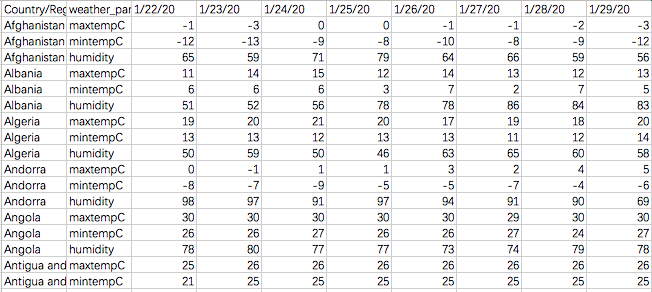 Country/Reg weather_par 1/22/20 1/23/20 1/24/20 1/25/20 1/26/20 1/27/20 1/28/20 1/29/20
Afghanistan maxtempC -1 -3 0 0 -1 -1 -2 -3
Afghanistan mintempC -12 -13 -9 -8 -10 -8 -9 -12
Afghanistan humidity 65 59 71 79 64 66 59 56
Albania maxtempC 11 14 15 12 14 13 12 13
Albania mintempC 6 6 6 3 7 2 7 5
Albania humidity 51 52 56 78 78 86 84 83
Algeria maxtempC 19 20 21 20 17 19 18 20
Algeria mintempC 13 13 12 13 13 11 12 14
Algeria humidity 50 59 50 46 63 65 60 58
Andorra maxtempC 0 -1 1 1 3 2 4 5
Andorra mintempC -8 -7 -9 -5 -5 -7 -4 -6
Andorra humidity 98 97 91 97 94 91 90 69
Angola maxtempC 30 30 30 30 30 29 30 30
Angola mintempC 26 26 27 26 26 27 24 27
Angola humidity 78 80 77 77 73 74 79 78
Antigua and maxtempC 25 26 26 26 26 26 26 26
Antigua and mintempC 21 25 25 25 25 25 25 25